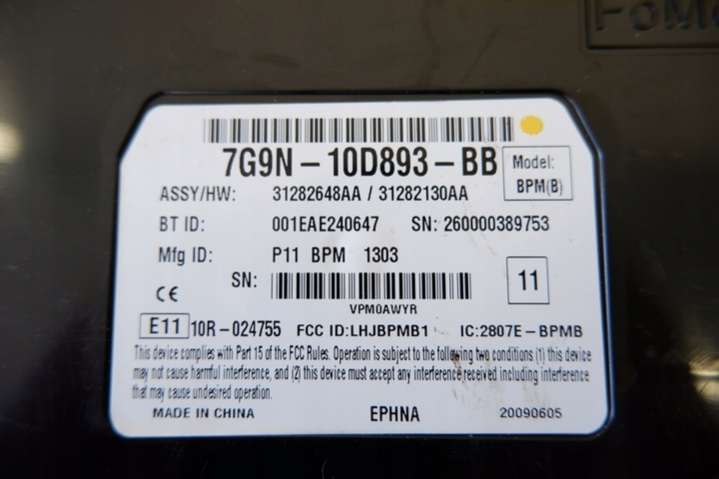 FoMo
7G9N-10D893-BB
Model:
BPM(B)
ASSY/HW: 31282648AA / 31282130AA
BT ID: 001EAE240647 SN: 260000389753
Mfg ID: P11 BPM 1303
SN:
11
VPM0AWYR
CE
E11 10R-024755 FCC ID:LHJBPMB1 IC:2807E-BPMB
This device complies with Part 15 of the FCC Rules. Operation is subject to the following two conditions (1) this device
may not cause harmful interference, and (2) this device must accept any interference received including interference
that may cause undesired operation.
MADE IN CHINA EPHNA 20090605